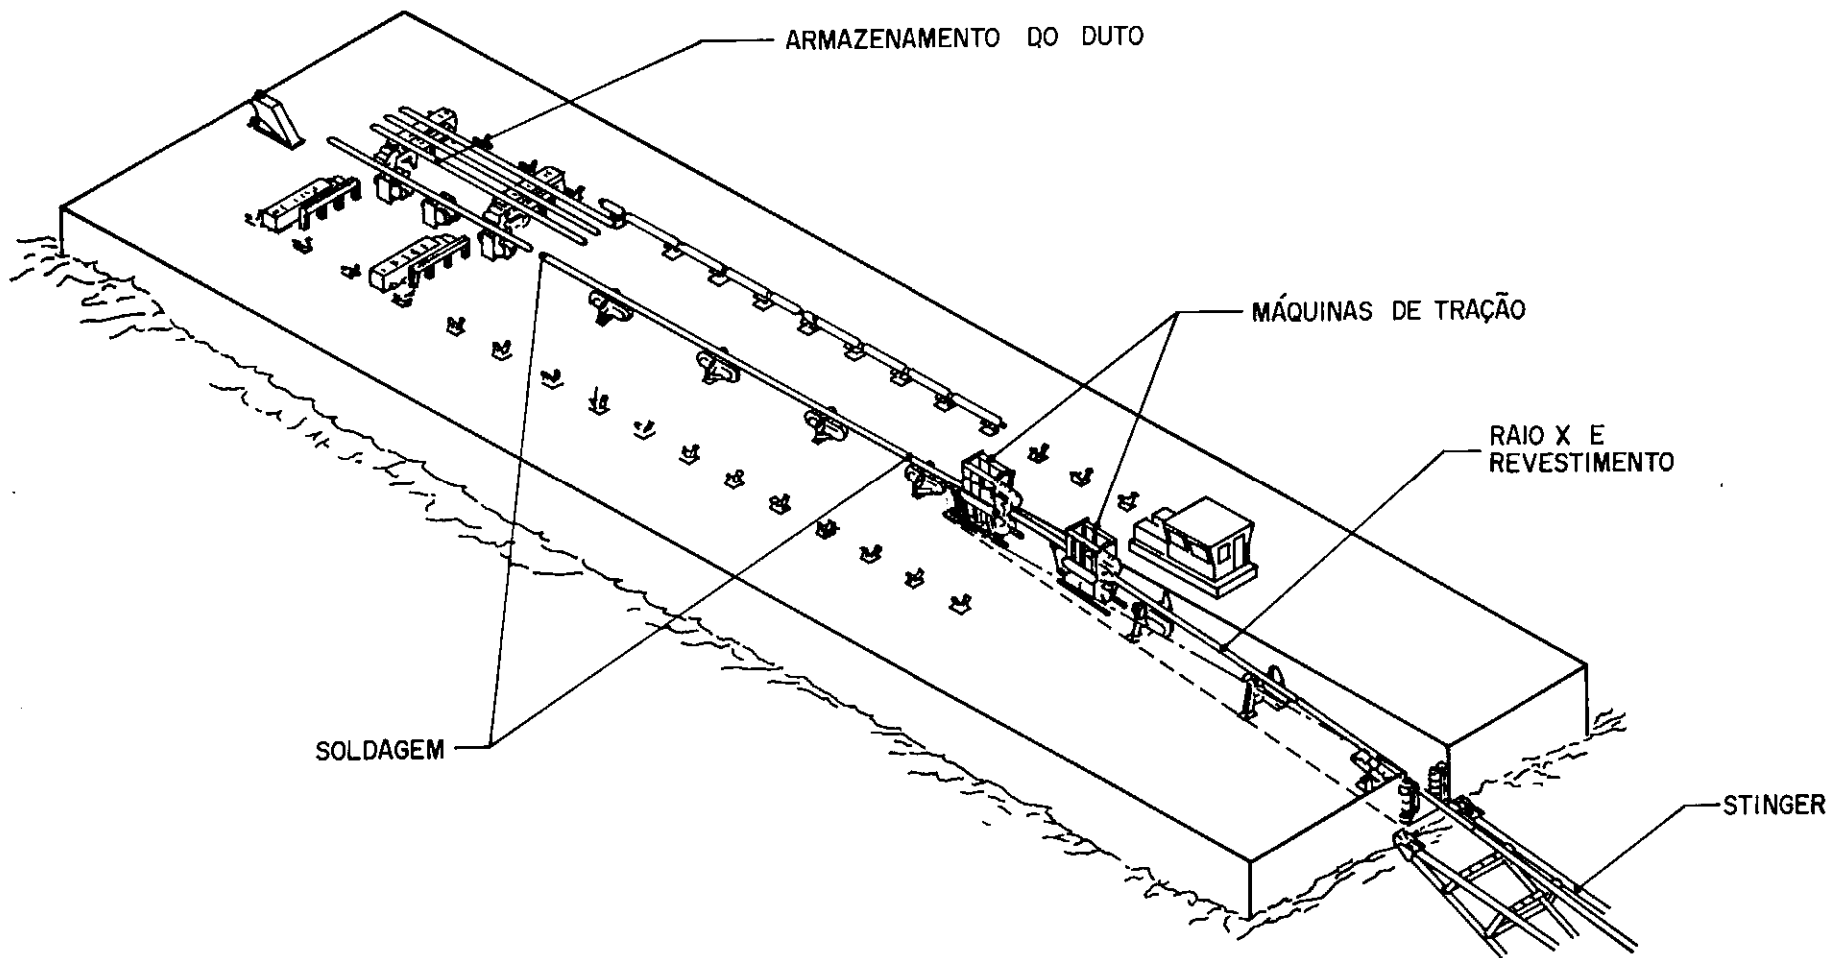 ARMAZENAMENTO DO DUTO
MÁQUINAS DE TRAÇÃO
RAIO X E
REVESTIMENTO
SOLDAGEM
STINGER